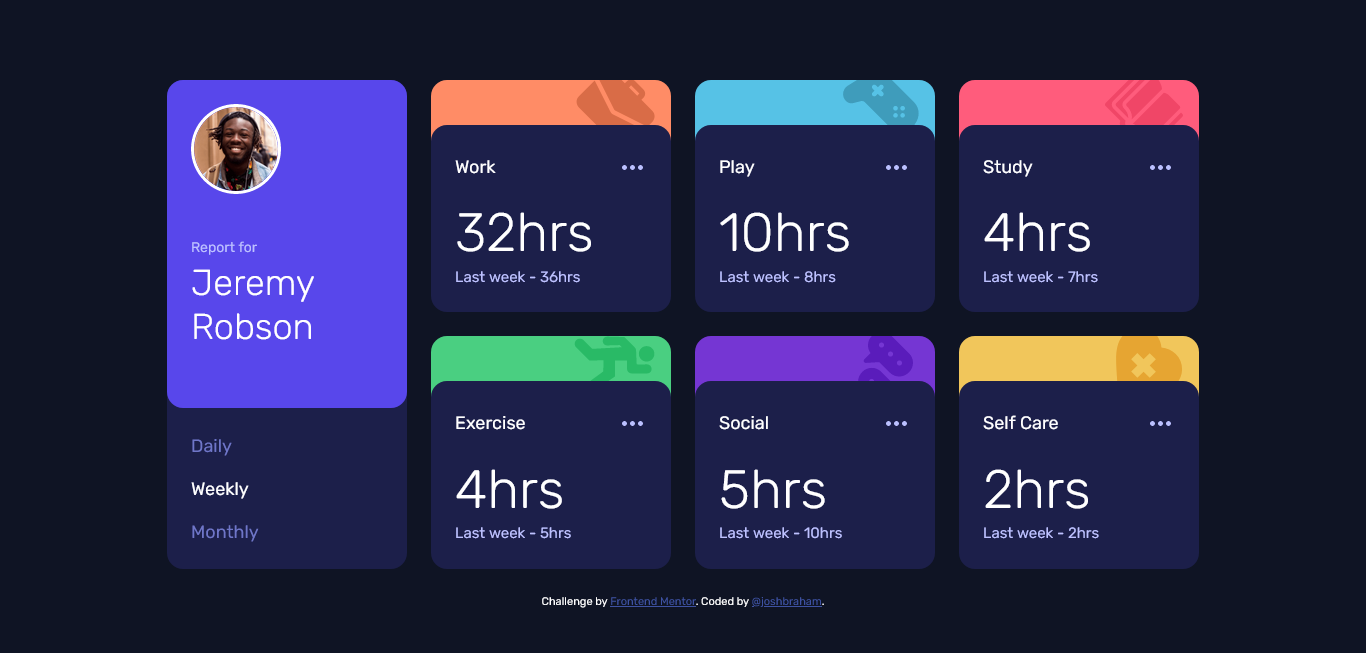 Report for
Jeremy
Robson
Daily
Weekly
Monthly
Work
32hrs
Last week - 36hrs
Play
10hrs
Last week - 8hrs
Study
4hrs
Last week - 7hrs
Exercise
4hrs
Last week - 5hrs
Social
5hrs
Last week - 10hrs
Self Care
2hrs
Last week - 2hrs
Challenge by Frontend Mentor. Coded by @joshbraham.